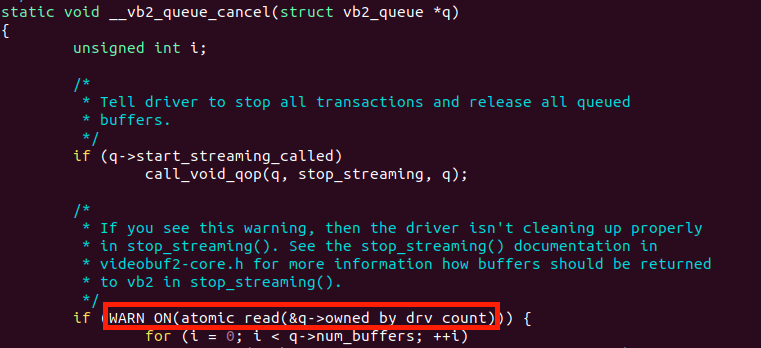 static void __vb2_queue_cancel(struct vb2_queue *q)
{
unsigned int i;
/*
* Tell driver to stop all transactions and release all queued
* buffers.
*/
if (q->start_streaming_called)
call_void_qop(q, stop_streaming, q);
/*
* If you see this warning, then the driver isn't cleaning up properly
* in stop_streaming(). See the stop_streaming() documentation in
* videobuf2-core.h for more information how buffers should be returned
* to vb2 in stop_streaming().
*/
if (WARN_ON(atomic_read(&q->owned_by_drv_count))) {
for (i = 0; i < q->num_buffers; ++i)